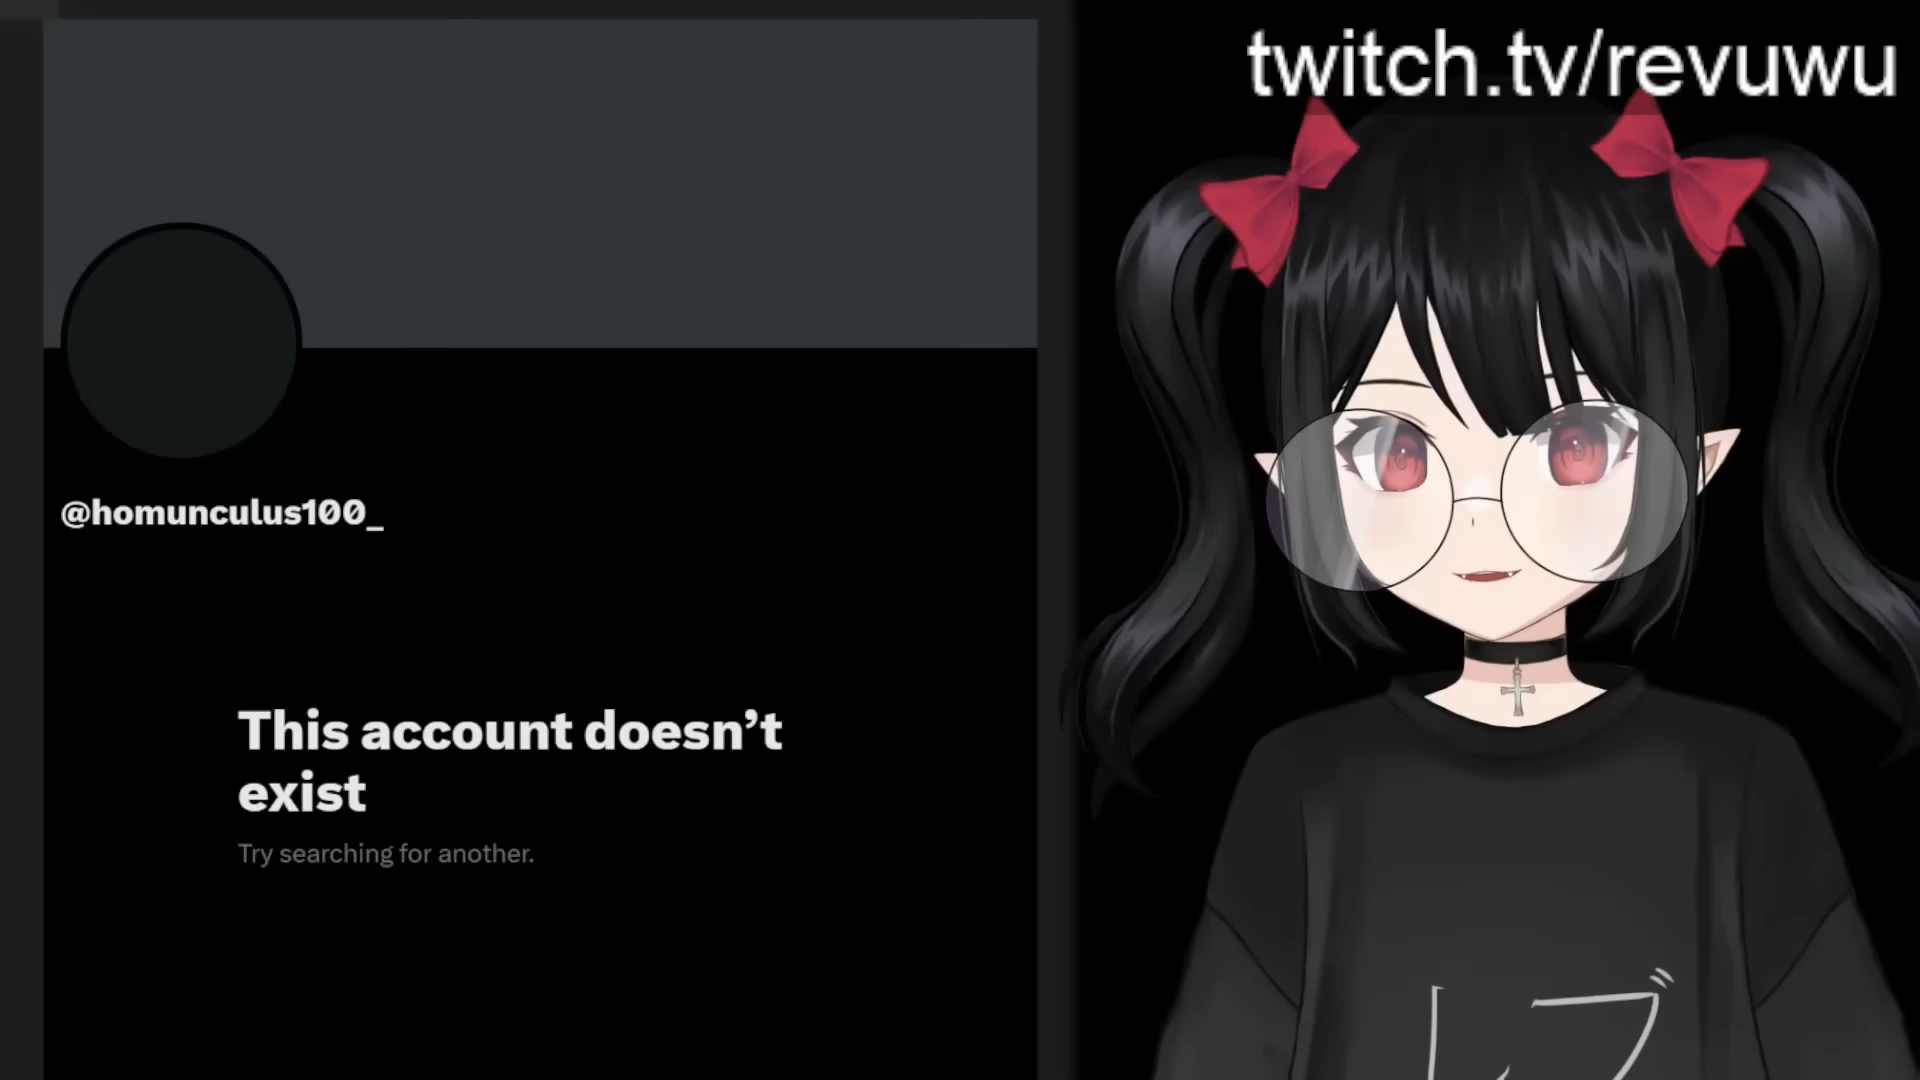 twitch.tv/revuwu
@homunculus100_
This account doesn’t
exist
Try searching for another.
レブ